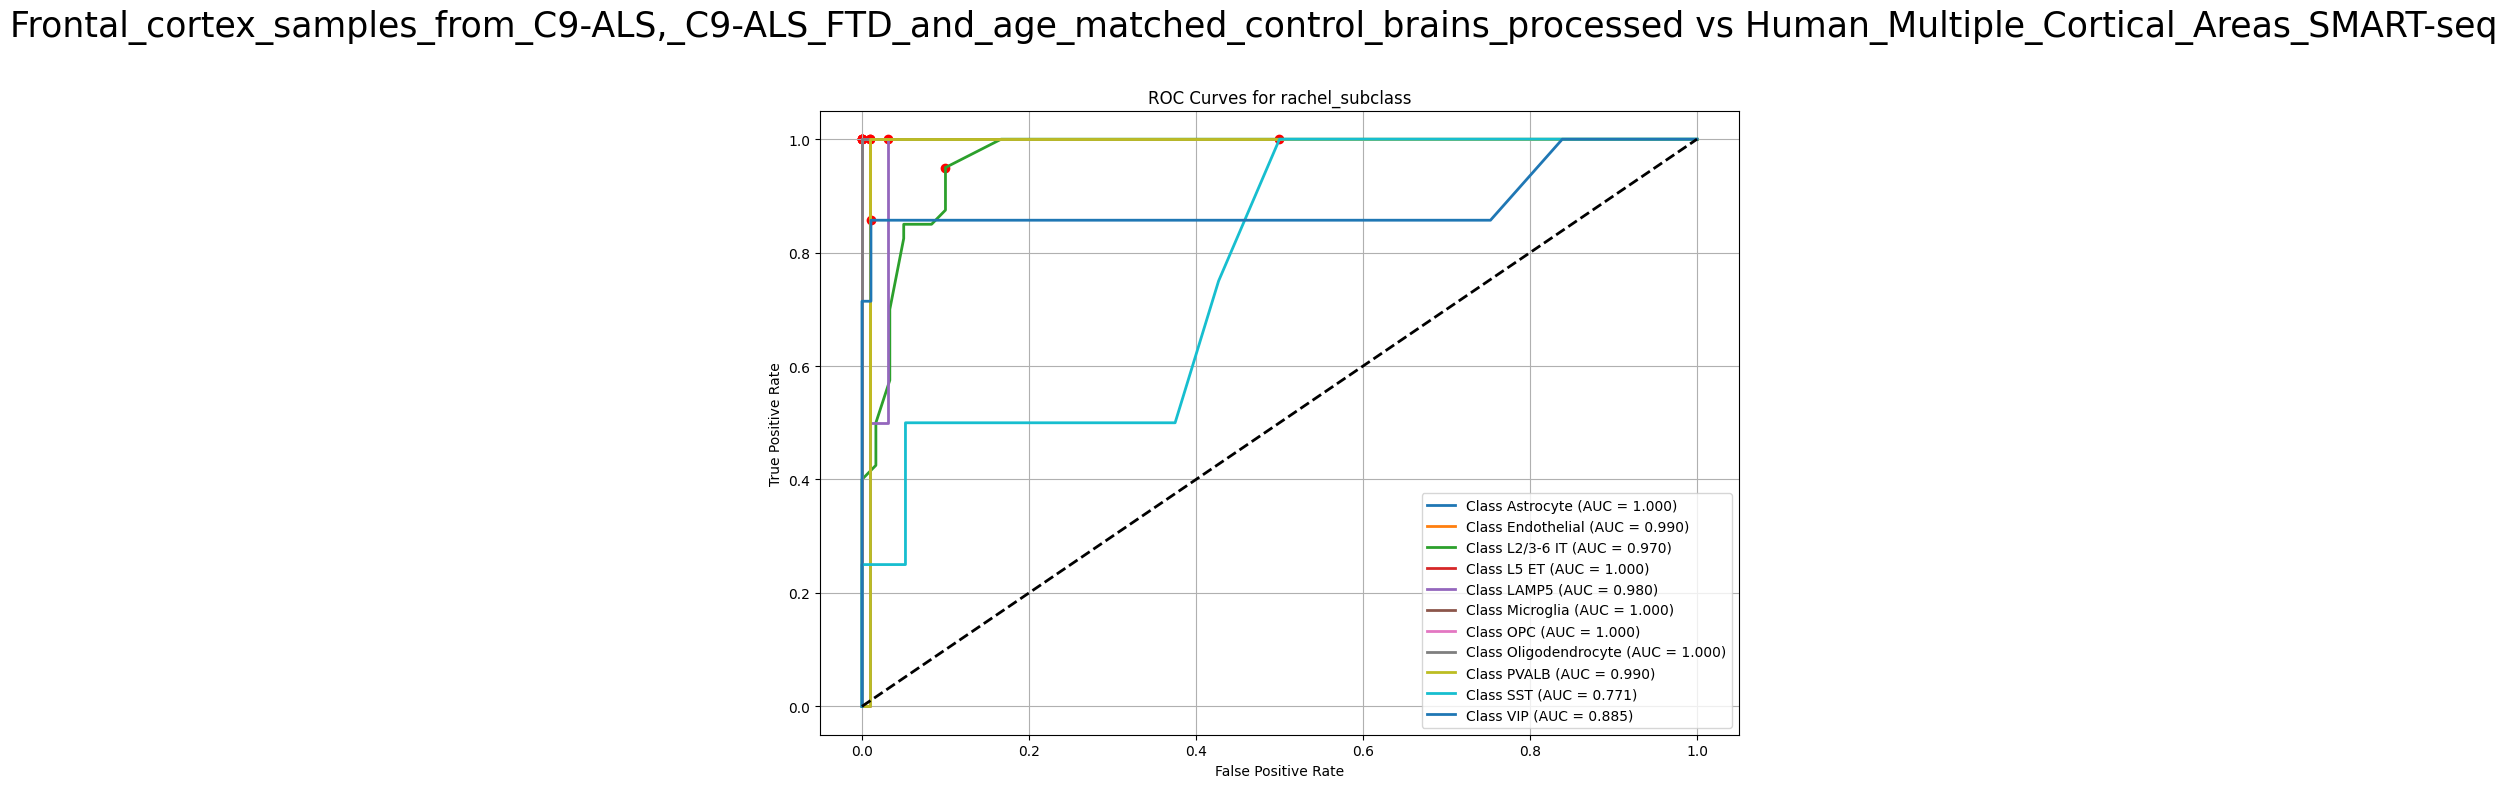 Frontal_cortex_samples_from_C9-ALS,_C9-ALS_FTD_and_age_matched_control_brains_processed vs Human_Multiple_Cortical_Areas_SMART-seq
ROC Curves for rachel_subclass
True Positive Rate
1.0
0.8
0.6
0.4
0.2
0.0
Class Astrocyte (AUC = 1.000)
Class Endothelial (AUC = 0.990)
Class L2/3-6 IT (AUC = 0.970)
Class L5 ET (AUC = 1.000)
Class LAMP5 (AUC = 0.980)
Class Microglia (AUC = 1.000)
Class OPC (AUC = 1.000)
Class Oligodendrocyte (AUC = 1.000)
Class PVALB (AUC = 0.990)
Class SST (AUC = 0.771)
Class VIP (AUC = 0.885)
0.0 0.2 0.4 0.6 0.8 1.0
False Positive Rate